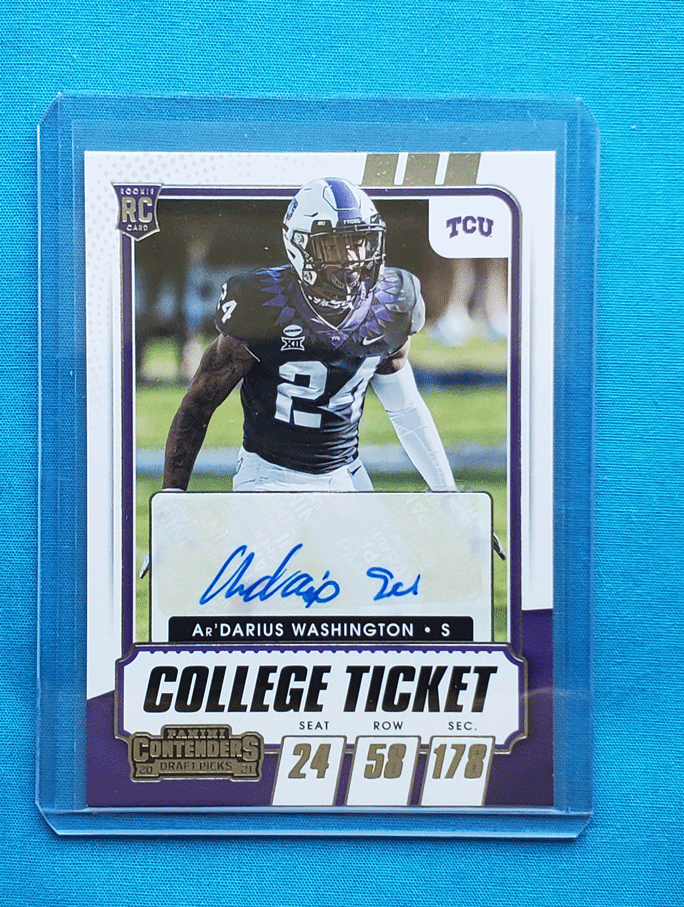 ROOKIE
RC
CARD
TCU
24
XII
24
Ar'Darius Washington • S
COLLEGE TICKET
SEAT ROW SEC.
24 58 178
PANINI
CONTENDERS
20 DRAFT PICKS 21